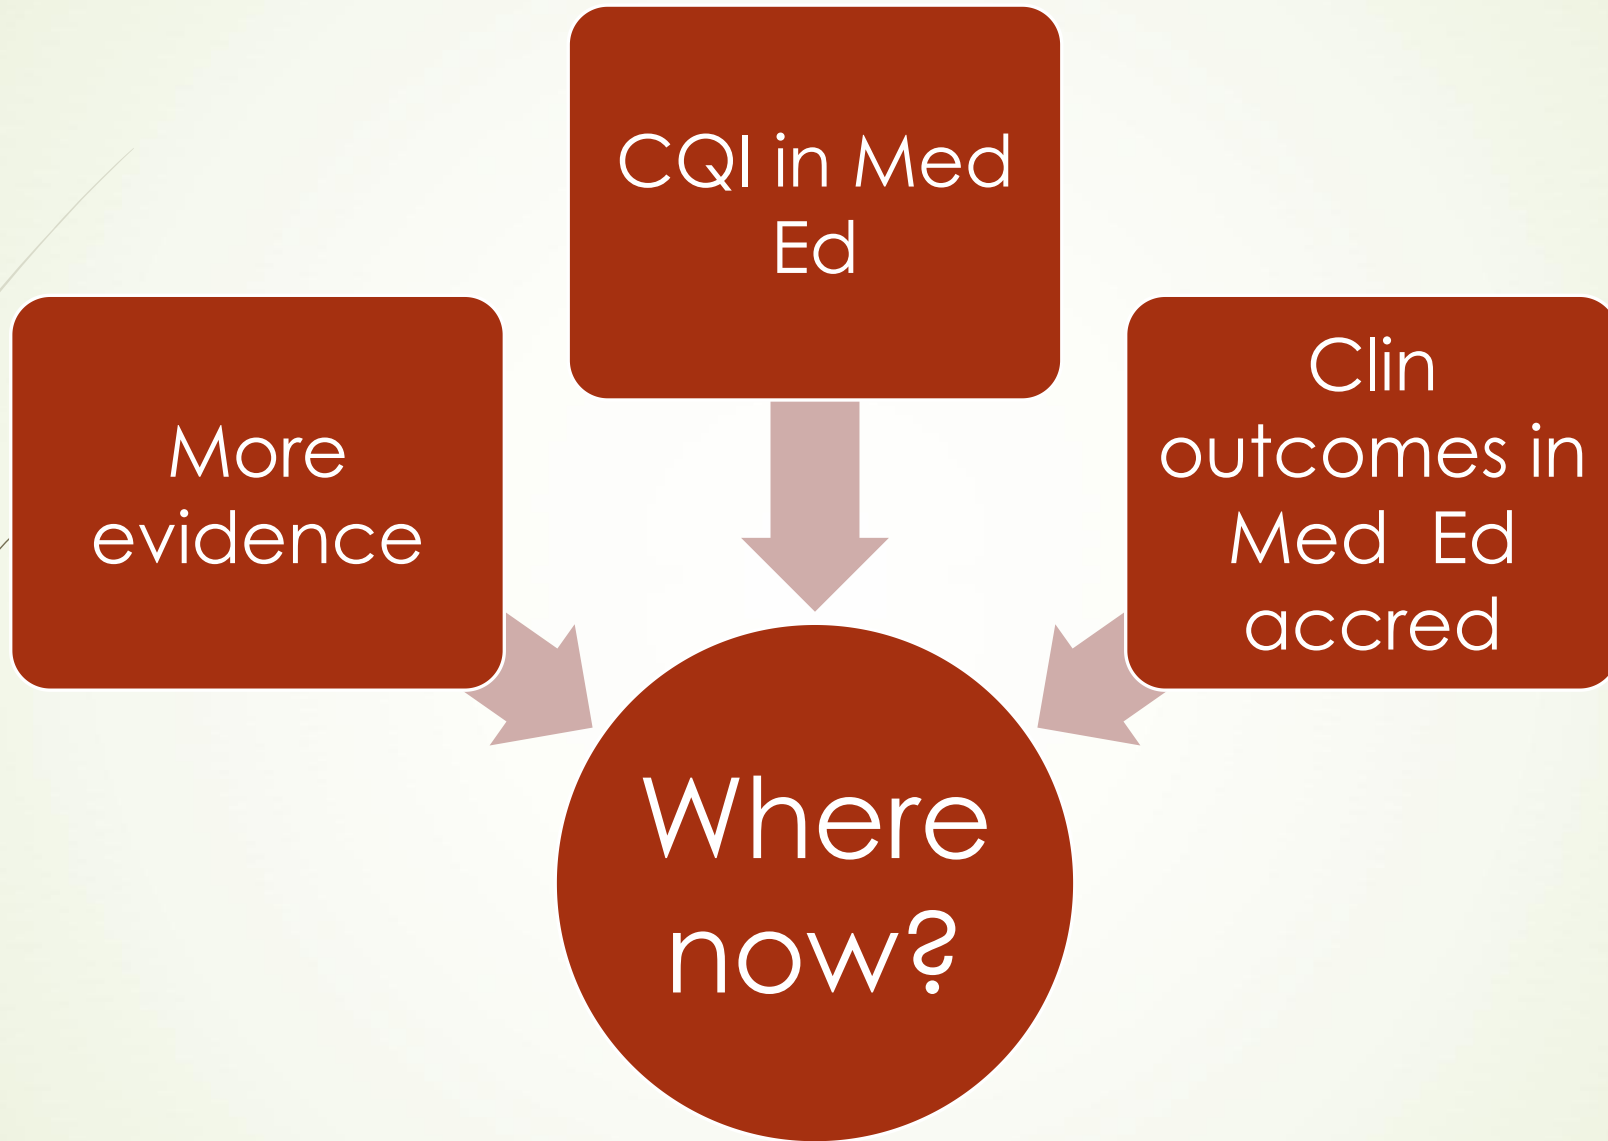 CQI in Med
Ed
More
evidence
Clin
outcomes in
Med  Ed
accred
Where
now?